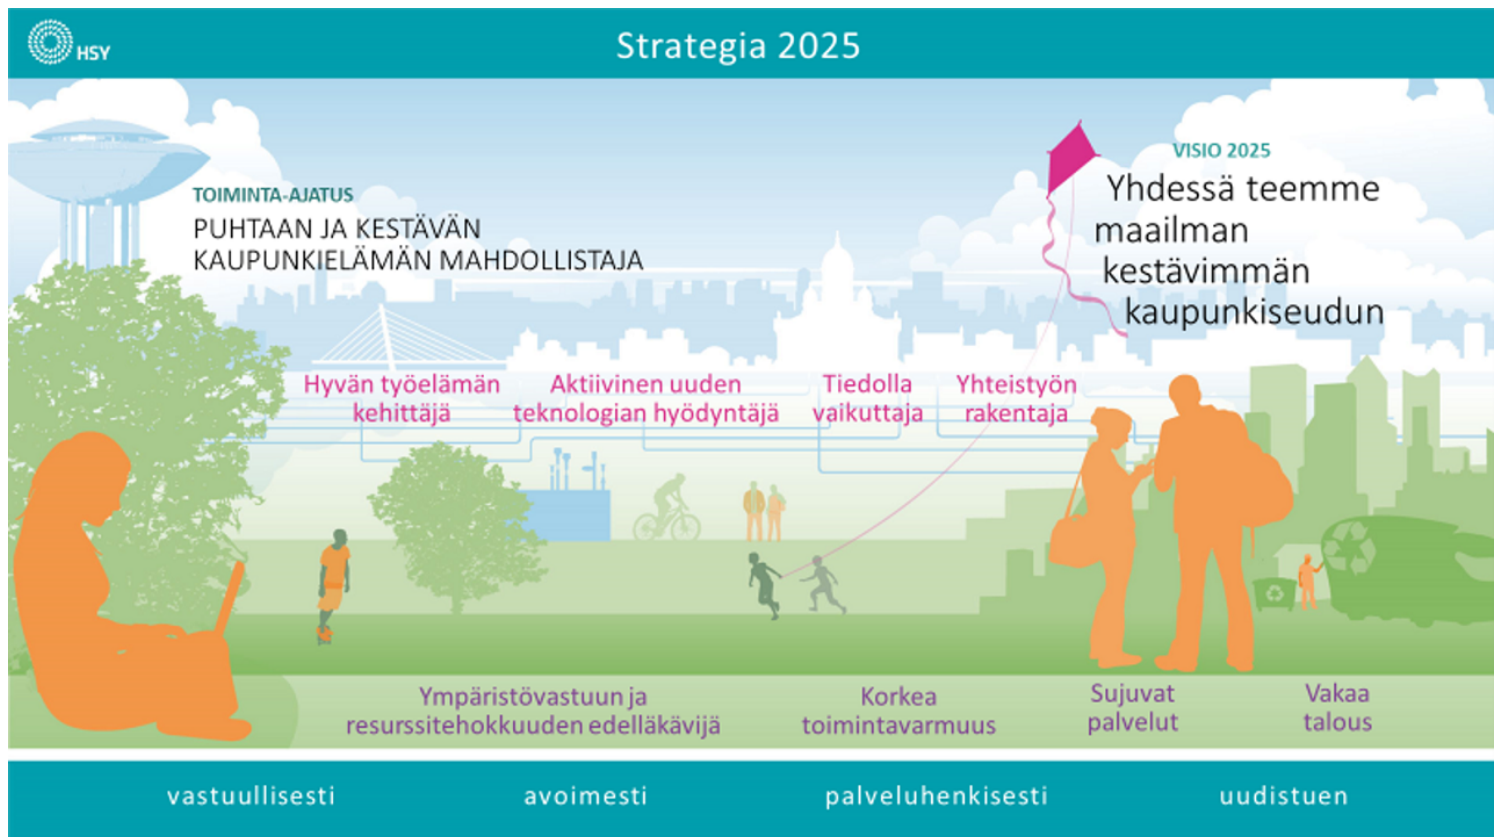 HSY
Strategia 2025
TOIMINTA-AJATUS
PUHTAAN JA KESTÄVÄN
KAUPUNKIELÄMÄN MAHDOLLISTAJA
VISIO 2025
Yhdessä teemme
maailman
kestävimmän
kaupunkiseudun
Hyvän työelämän
kehittäjä
Aktiivinen uuden
teknologian hyödyntäjä
Tiedolla
vaikuttaja
Yhteistyön
rakentaja
Ympäristövastuun ja
resurssitehokkuuden edelläkävijä
Korkea
toimintavarmuus
Sujuvat
palvelut
Vakaa
talous
vastuullisesti
avoimesti
palveluhenkisesti
uudistuen